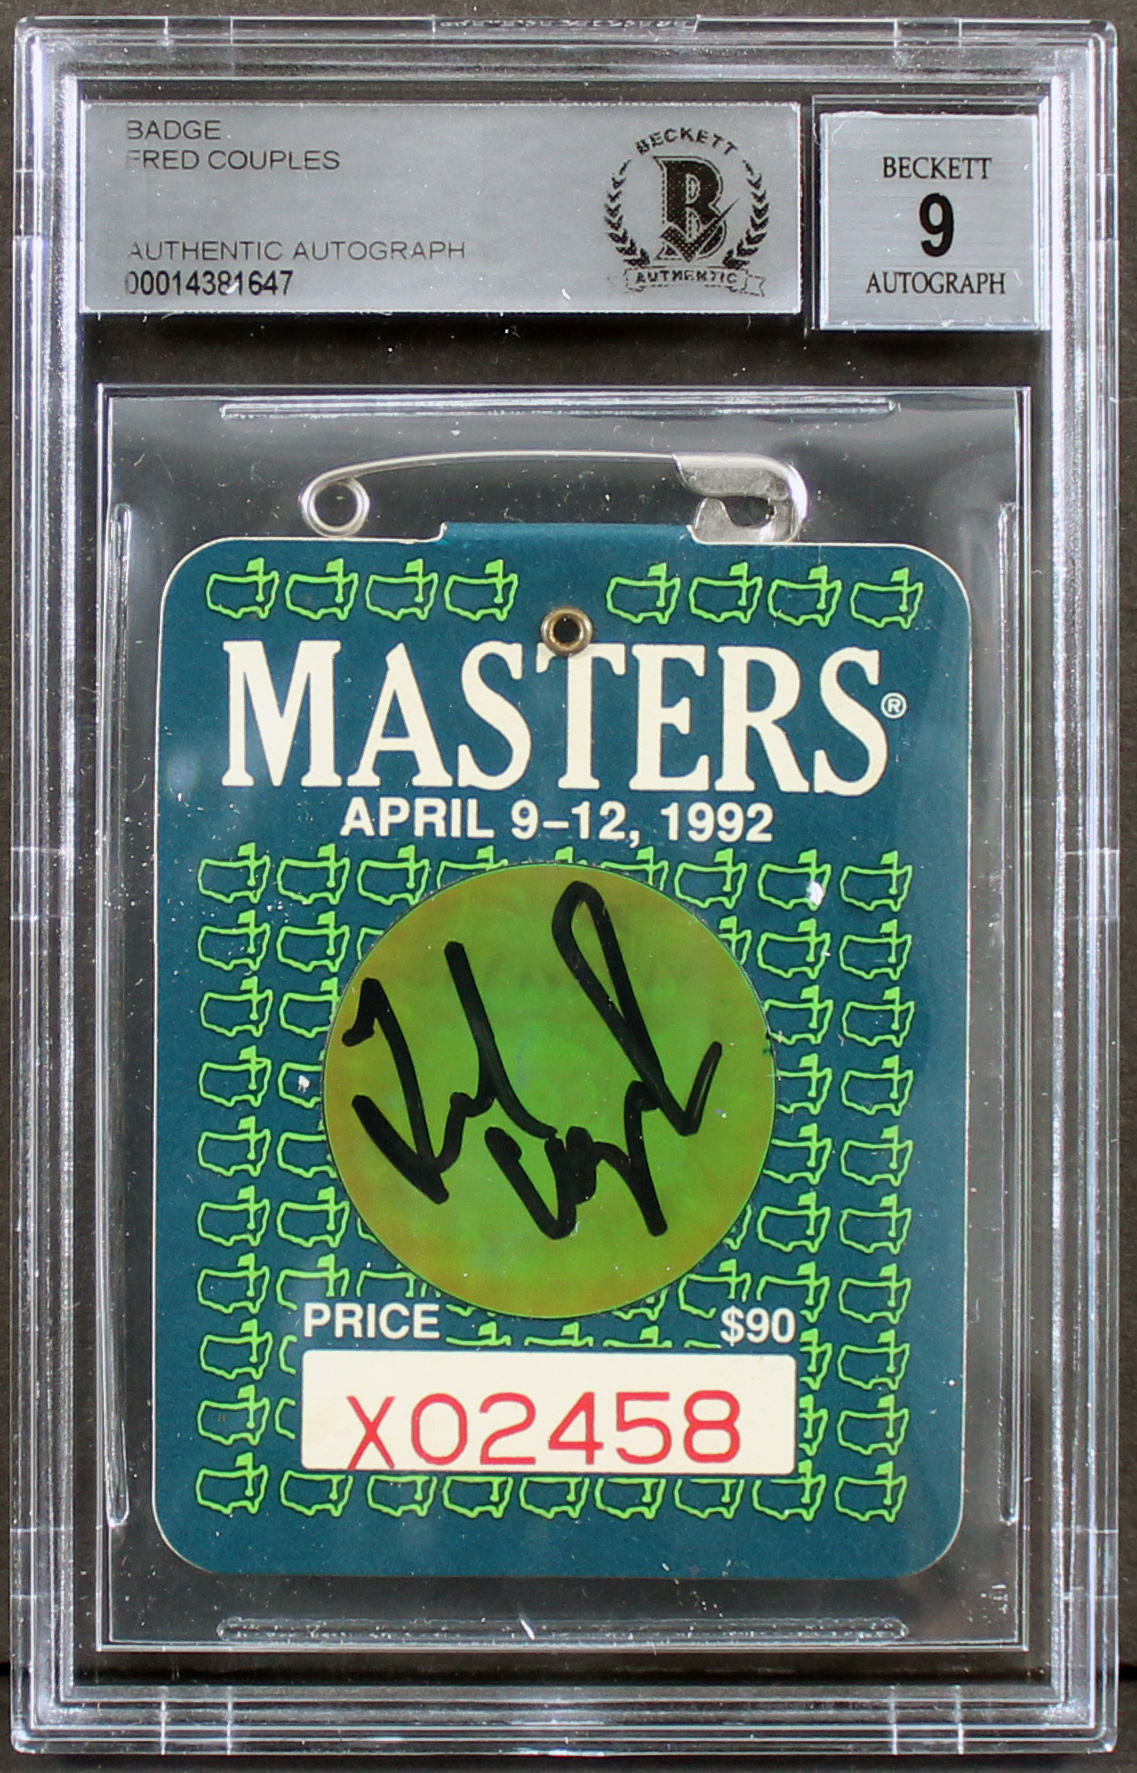 BADGE
FRED COUPLES
AUTHENTIC AUTOGRAPH
00014381647
BECKETT
B
AUTHENTIC
BECKETT
9
AUTOGRAPH
MASTERS®
APRIL 9–12, 1992
PRICE $90
X02458